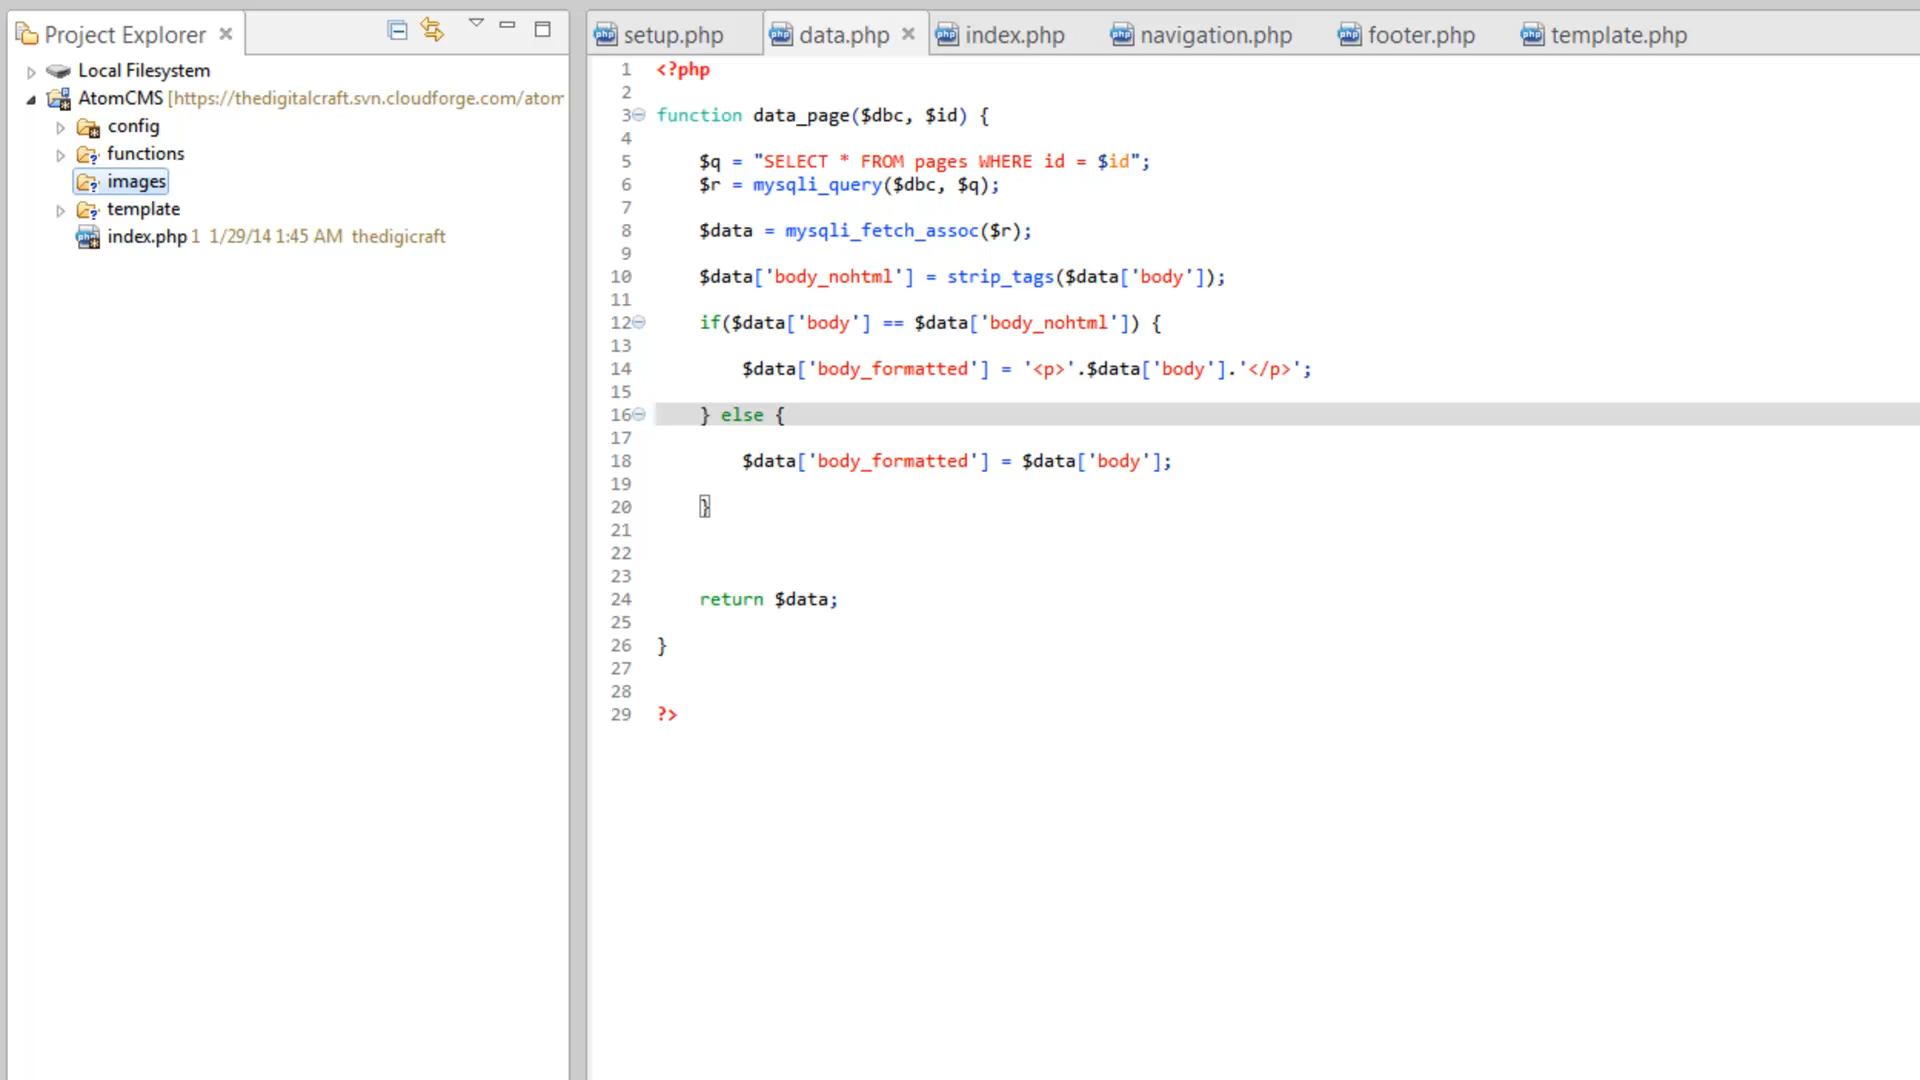 Project Explorer
Local Filesystem
AtomCMS [https://thedigitalcraft.svn.cloudforge.com/atom
config
functions
images
template
index.php 1 1/29/14 1:45 AM thedigicraft
setup.php data.php index.php navigation.php footer.php template.php
1 <?php
2
3 function data_page($dbc, $id) {
4
5 $q = "SELECT * FROM pages WHERE id = $id";
6 $r = mysqli_query($dbc, $q);
7
8 $data = mysqli_fetch_assoc($r);
9
10 $data['body_nohtml'] = strip_tags($data['body']);
11
12 if($data['body'] == $data['body_nohtml']) {
13
14 $data['body_formatted'] = '<p>'.$data['body'].'</p>';
15
16 } else {
17
18 $data['body_formatted'] = $data['body'];
19
20 }
21
22
23
24 return $data;
25
26 }
27
28
29 ?>